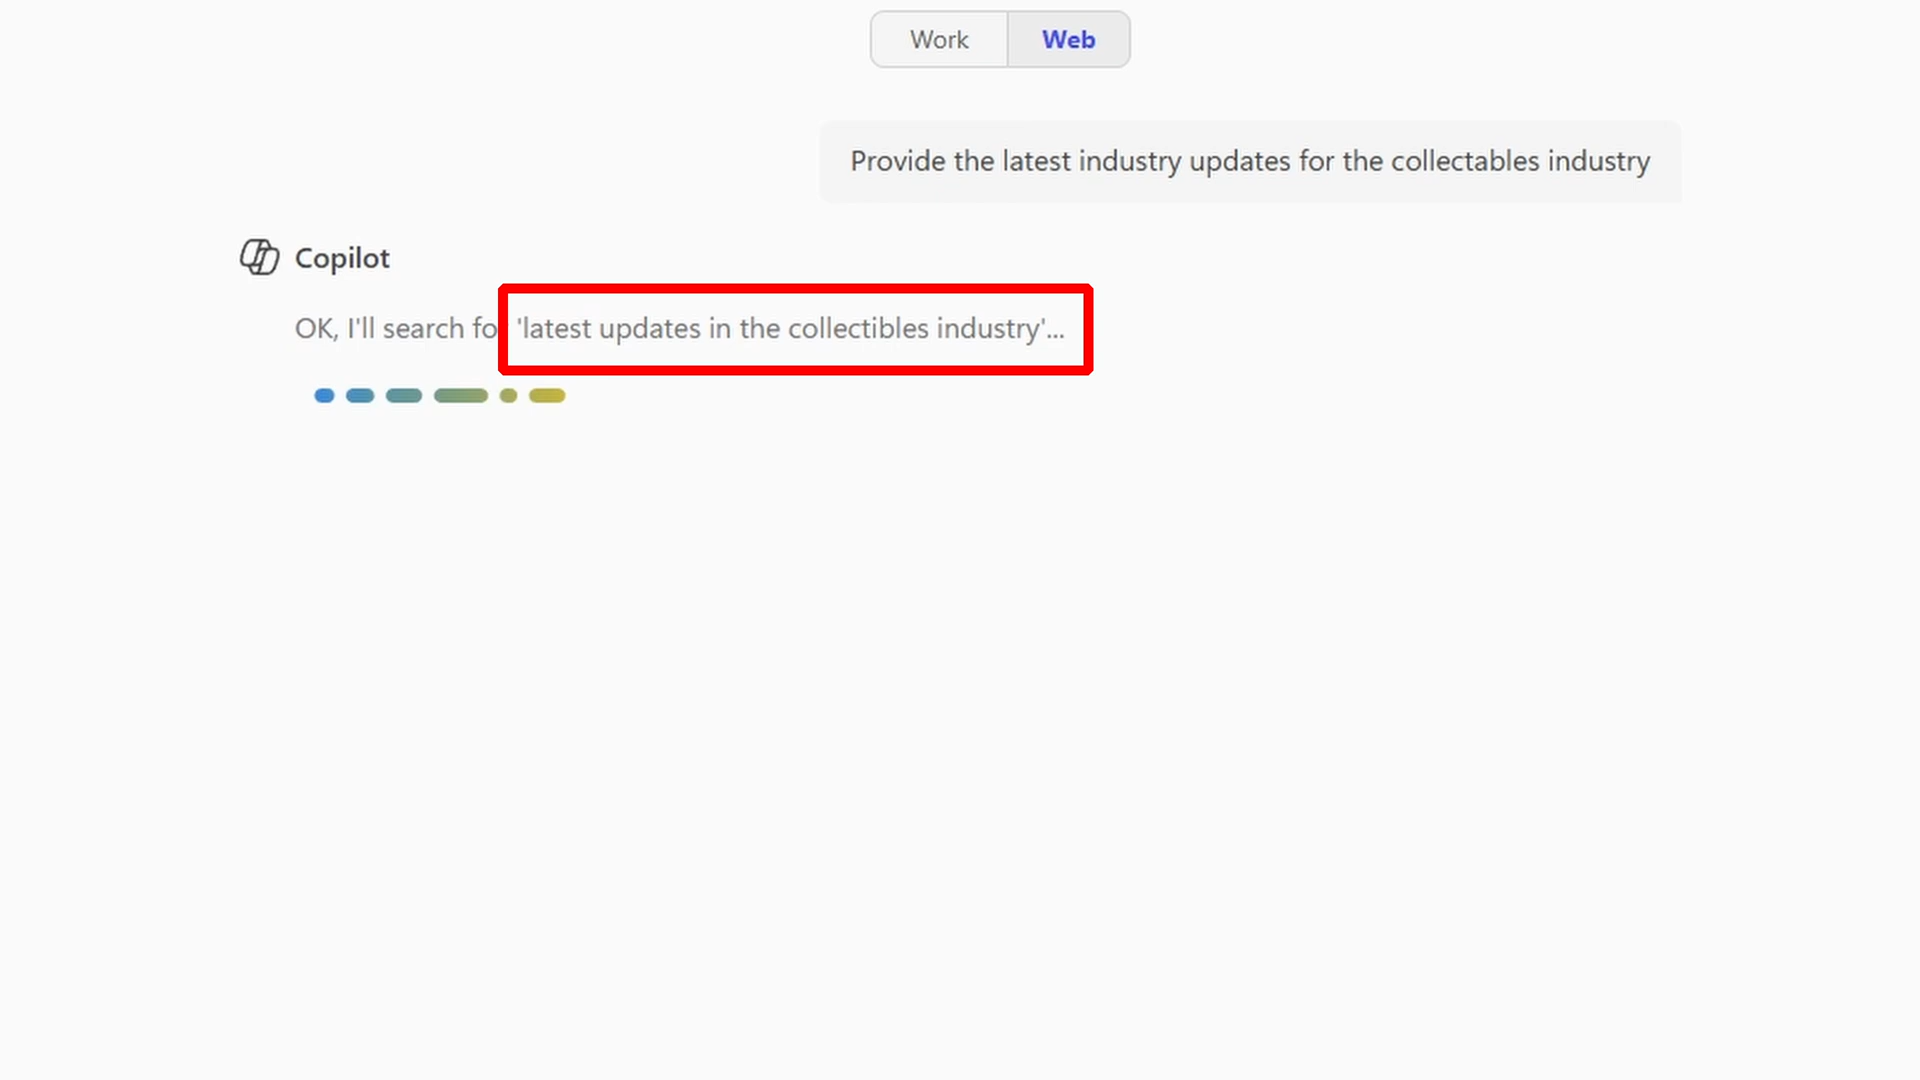 Work Web
Provide the latest industry updates for the collectables industry
Copilot
OK, I'll search fo 'latest updates in the collectibles industry'...